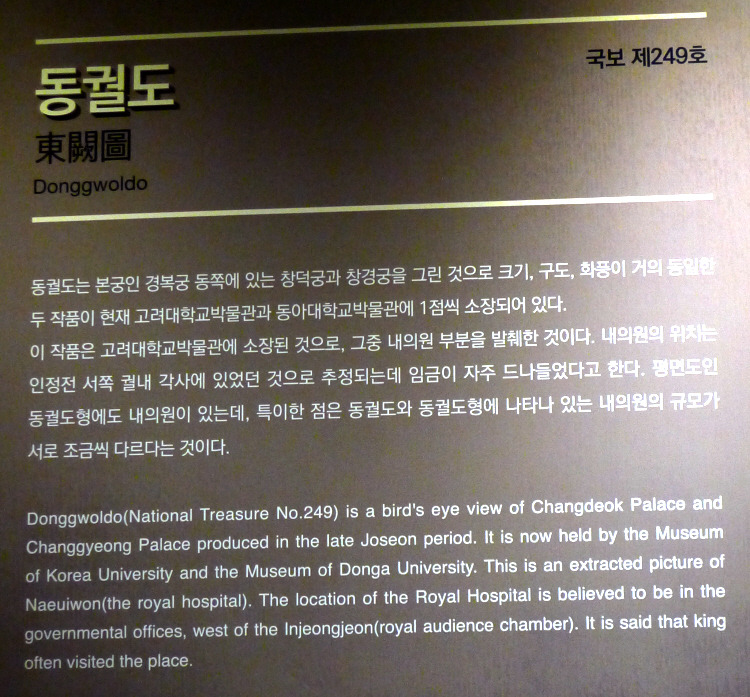 국보 제249호
동궐도
東闕圖
Donggwoldo
동궐도는 본궁인 경복궁 동쪽에 있는 창덕궁과 창경궁을 그린 것으로 크기, 구도, 화풍이 거의 동일한
두 작품이 현재 고려대학교박물관과 동아대학교박물관에 1점씩 소장되어 있다.
이 작품은 고려대학교박물관에 소장된 것으로, 그중 내의원 부분을 발췌한 것이다. 내의원의 위치는
인정전 서쪽 궐내 각사에 있었던 것으로 추정되는데 임금이 자주 드나들었다고 한다. 평면도인
동궐도형에도 내의원이 있는데, 특이한 점은 동궐도와 동궐도형에 나타나 있는 내의원의 규모가
서로 조금씩 다르다는 것이다.
Donggwoldo(National Treasure No.249) is a bird's eye view of Changdeok Palace and
Changgyeong Palace produced in the late Joseon period. It is now held by the Museum
of Korea University and the Museum of Donga University. This is an extracted picture of
Naeuiwon(the royal hospital). The location of the Royal Hospital is believed to be in the
governmental offices, west of the Injeongjeon(royal audience chamber). It is said that king
often visited the place.